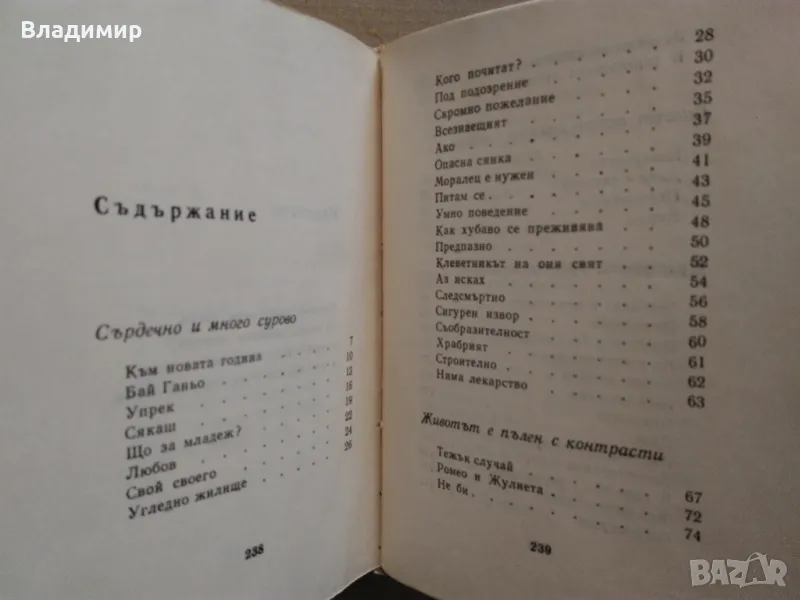 Владимир
Съдържание
Сърдечно и много сурово
Към новата година . . . . . 7
Бай Ганьо . . . . . 10
Упрек . . . . . 13
Сякаш . . . . . 16
Що за младеж? . . . . . 19
Любов . . . . . 22
Свой своего . . . . . 24
Угледно жилище . . . . . 26
238
Кого почитат? . . . . . 28
Под подозрение . . . . . 30
Скромно пожелание . . . . . 32
Всезнаещият . . . . . 35
Ако . . . . . 37
Опасна сянка . . . . . 39
Моралец е нужен . . . . . 41
Питам се . . . . . 43
Умно поведение . . . . . 45
Как хубаво се преживява . . . . . 48
Предпазно . . . . . 50
Клеветникът на оня свят . . . . . 52
Аз исках . . . . . 54
Следсмъртно . . . . . 56
Сигурен извор . . . . . 58
Съобразителност . . . . . 60
Храбрият . . . . . 61
Строително . . . . . 62
Няма лекарство . . . . . 63
Животът е пълен с контрасти
Тежък случай . . . . . 67
Ромео и Жулиета . . . . . 72
Не би . . . . . 74
239
BAZAR